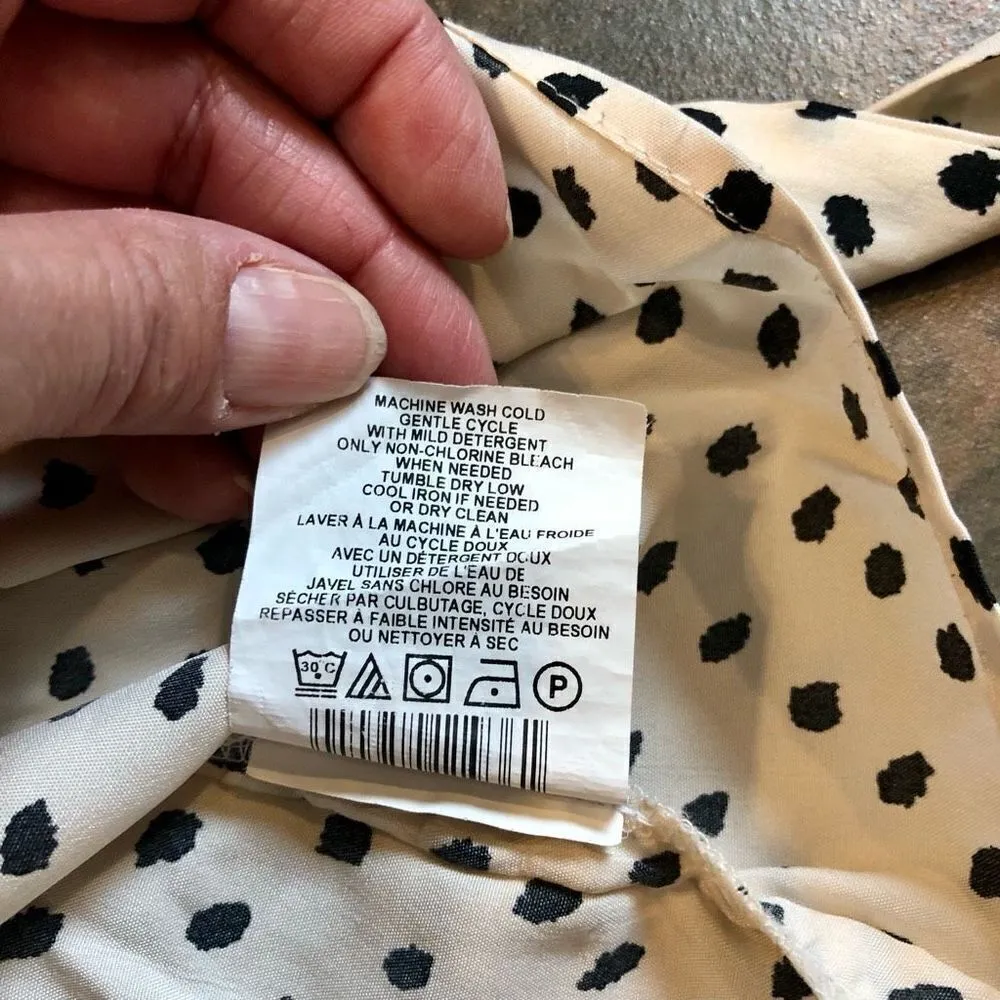 MACHINE WASH COLD
GENTLE CYCLE
WITH MILD DETERGENT
ONLY NON-CHLORINE BLEACH
WHEN NEEDED
TUMBLE DRY LOW
COOL IRON IF NEEDED
OR DRY CLEAN
LAVER À LA MACHINE À L'EAU FROIDE
AU CYCLE DOUX
AVEC UN DÉTERGENT DOUX
UTILISER DE L'EAU DE
JAVEL SANS CHLORE AU BESOIN
SÉCHER PAR CULBUTAGE, CYCLE DOUX
REPASSER À FAIBLE INTENSITÉ AU BESOIN
OU NETTOYER À SEC
30°C P